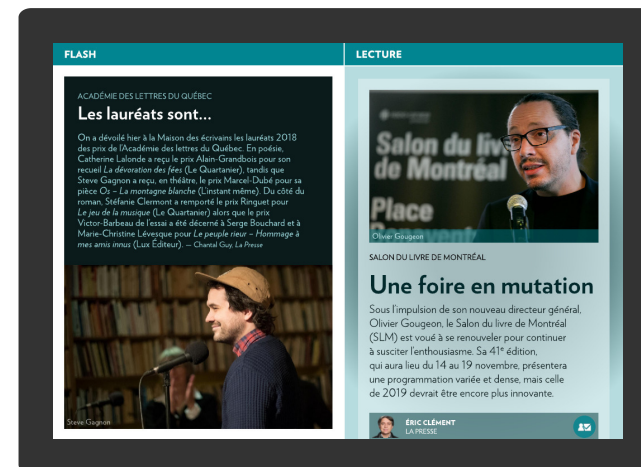 FLASH
ACADÉMIE DES LETTRES DU QUÉBEC
Les lauréats sont...
On a dévoilé hier à la Maison des écrivains les lauréats 2018
des prix de l'Académie des lettres du Québec. En poésie,
Catherine Lalonde a reçu le prix Alain-Grandbois pour son
recueil La dévoration des fées (Le Quartanier), tandis que
Steve Gagnon a reçu, en théâtre, le prix Marcel-Dubé pour sa
pièce Os – La montagne blanche (L'instant même). Du côté du
roman, Stéfanie Clermont a remporté le prix Ringuet pour
Le jeu de la musique (Le Quartanier) alors que le prix
Victor-Barbeau de l'essai a été décerné à Serge Bouchard et à
Marie-Christine Lévesque pour Le peuple rieur – Hommage à
mes amis innus (Lux Éditeur). — Chantal Guy, La Presse
Steve Gagnon
LECTURE
Salon du livre
de Montréal
Place
Olivier Gougeon
SALON DU LIVRE DE MONTRÉAL
Une foire en mutation
Sous l'impulsion de son nouveau directeur général,
Olivier Gougeon, le Salon du livre de Montréal
(SLM) est voué à se renouveler pour continuer
à susciter l'enthousiasme. Sa 41e édition,
qui aura lieu du 14 au 19 novembre, présentera
une programmation variée et dense, mais celle
de 2019 devrait être encore plus innovante.
ÉRIC CLÉMENT
LA PRESSE